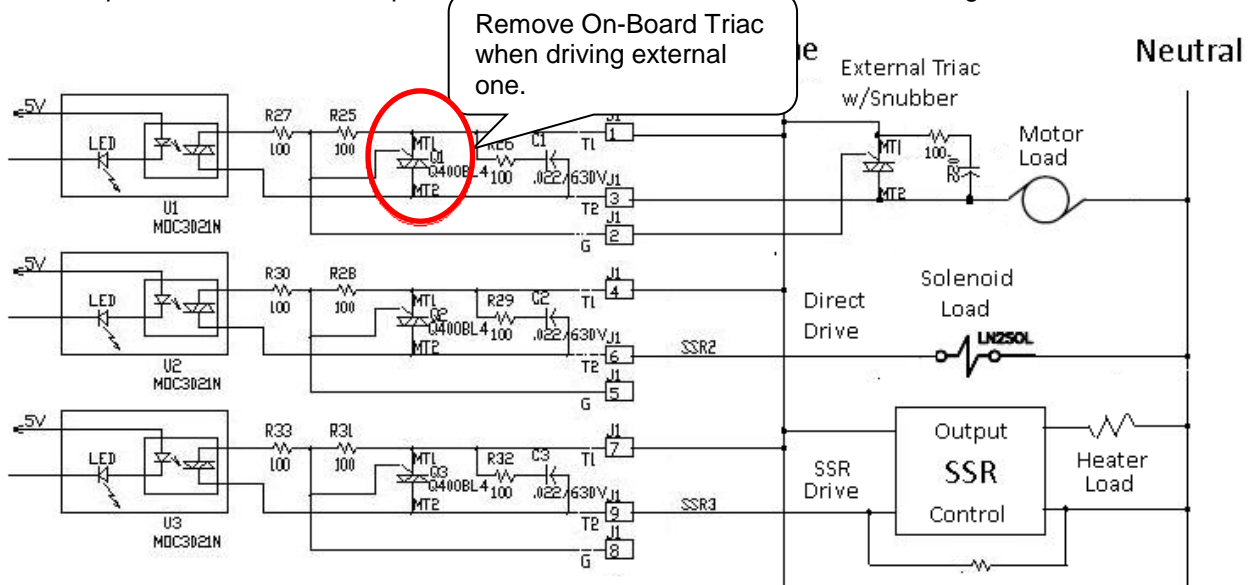 Remove On-Board Triac
when driving external
one.
Neutral
External Triac
w/Snubber
Motor
Load
5V
LED
U1
MOC3021N
R27
100
R25
100
MT1
Q1
Q400BL4
MT2
R26
100
C1
.022/630V
T1
J1
1
J1
3
T2
J1
2
G
MT1
MT2
100
5V
LED
U2
MOC3021N
R30
100
R28
100
MT1
Q2
Q400BL4
MT2
R29
100
C2
.022/630V
T1
J1
4
J1
6
T2
J1
5
G
SSR2
Direct
Drive
Solenoid
Load
LN2SOL
5V
LED
U3
MOC3021N
R33
100
R31
100
MT1
Q3
Q400BL4
MT2
R32
100
C3
.022/630V
T1
J1
7
J1
9
T2
J1
8
G
SSR3
SSR
Drive
Output
SSR
Control
Heater
Load